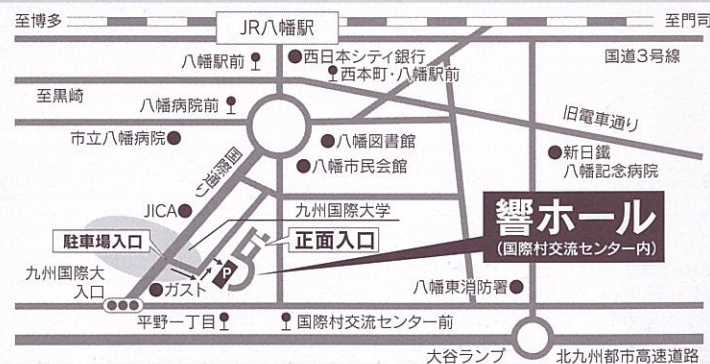 至博多
JR八幡駅
至門司
八幡駅前
西日本シティ銀行
西本町・八幡駅前
国道3号線
至黒崎
八幡病院前
旧電車通り
市立八幡病院
国際通り
八幡図書館
八幡市民会館
新日鐵
八幡記念病院
JICA
九州国際大学
駐車場入口
正面入口
響ホール
(国際村交流センター内)
九州国際大
入口
P
ガスト
八幡東消防署
平野一丁目
国際村交流センター前
大谷ランプ
北九州都市高速道路